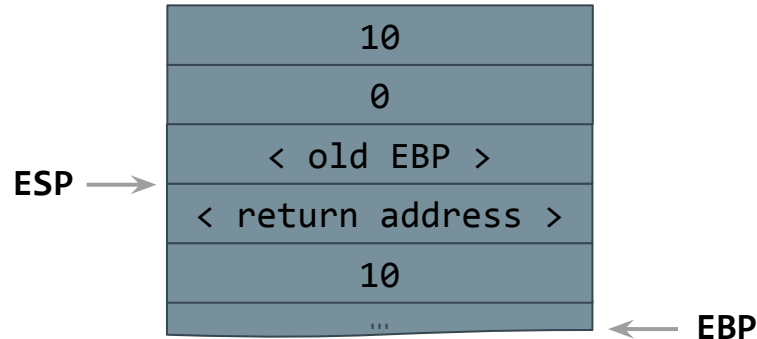 10
0
< old EBP >
ESP
< return address >
10
...
EBP